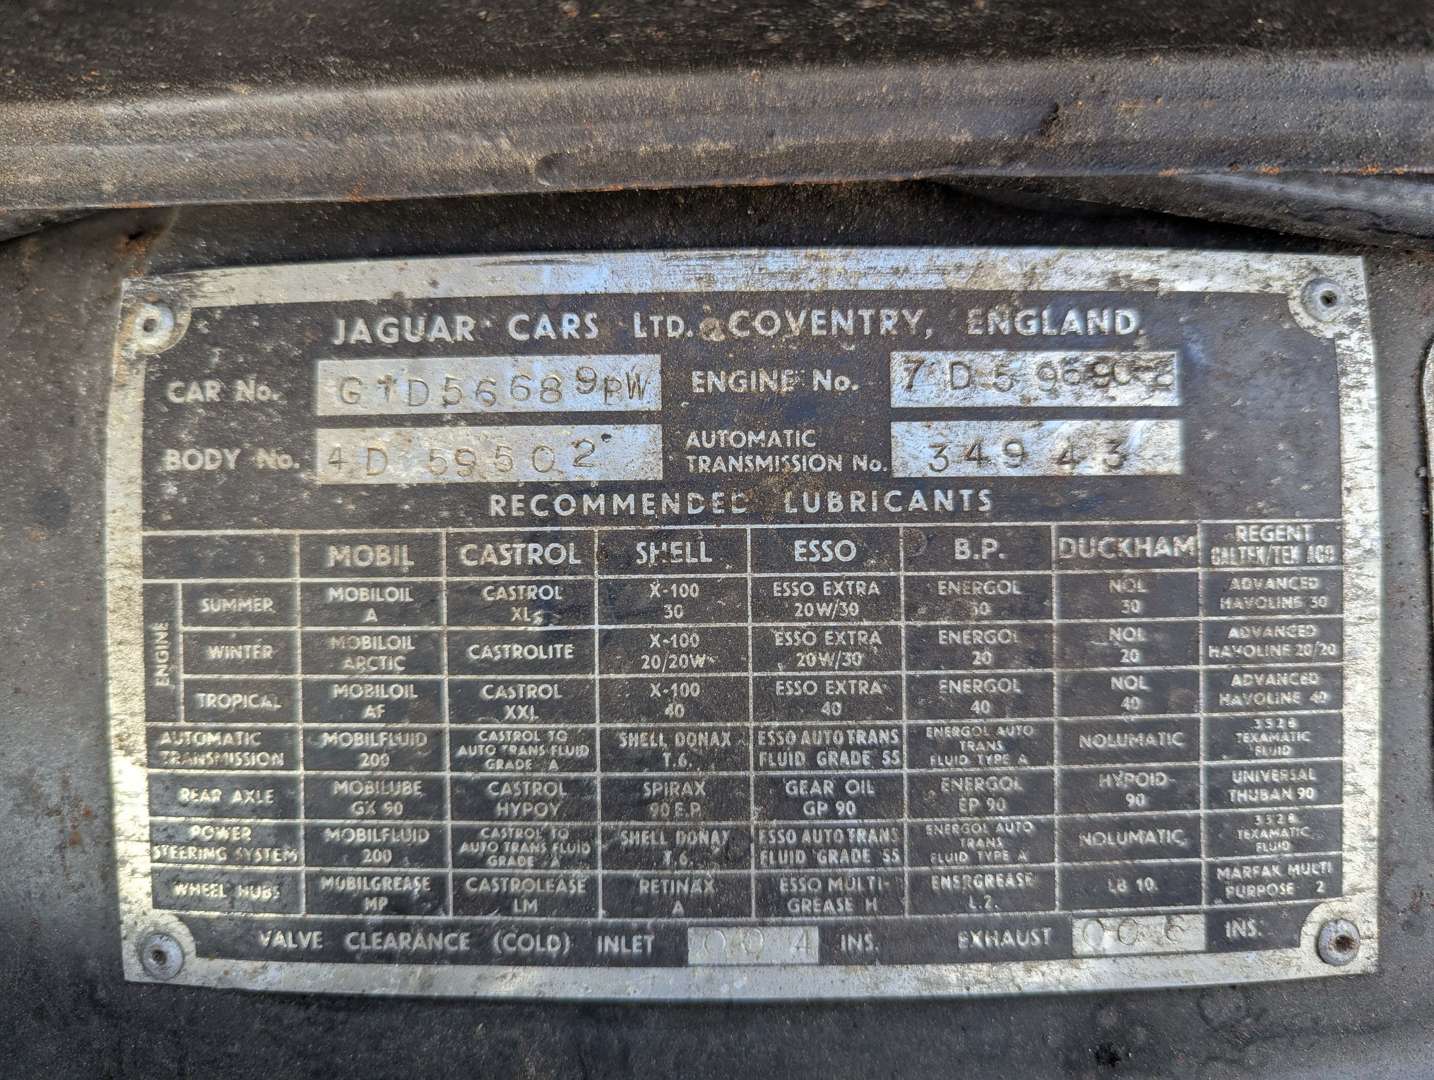 JAGUAR CARS LTD. COVENTRY, ENGLAND.
CAR No. G1D56689PW ENGINE No.
BODY No. 4D 59502 AUTOMATIC TRANSMISSION No. 34943
RECOMMENDED LUBRICANTS
MOBIL CASTROL SHELL ESSO B.P. DUCKHAM REGENT CALTEX/TEXACO
ENGINE
SUMMER MOBILOIL A CASTROL XL X-100 30 ESSO EXTRA 20W/30 ENERGOL 30 NOL 30 ADVANCED HAVOLINE 30
WINTER MOBILOIL ARCTIC CASTROLITE X-100 20/20W ESSO EXTRA 20W/30 ENERGOL 20 NOL 20 ADVANCED HAVOLINE 20/20
TROPICAL MOBILOIL AF CASTROL XXL X-100 40 ESSO EXTRA 40 ENERGOL 40 NOL 40 ADVANCED HAVOLINE 40
AUTOMATIC TRANSMISSION MOBILFLUID 200 CASTROL TQ AUTO TRANS FLUID GRADE A SHELL DONAX T.6. ESSO AUTO TRANS FLUID GRADE 55 ENERGOL AUTO TRANS FLUID TYPE A NOLUMATIC 3528 TEXAMATIC FLUID
REAR AXLE MOBILUBE GX 90 CASTROL HYPOY SPIRAX 90 E.P. GEAR OIL GP 90 ENERGOL EP 90 HYPOID 90 UNIVERSAL THUBAN 90
POWER STEERING SYSTEM MOBILFLUID 200 CASTROL TQ AUTO TRANS FLUID GRADE A SHELL DONAX T.6. ESSO AUTO TRANS FLUID GRADE 55 ENERGOL AUTO TRANS FLUID TYPE A NOLUMATIC 3528 TEXAMATIC FLUID
WHEEL HUBS MOBILGREASE MP CASTROLEASE LM RETINAX A ESSO MULTI-GREASE H ENERGREASE L.2. LB 10. MARFAK MULTI PURPOSE 2
VALVE CLEARANCE (COLD) INLET 004 INS. EXHAUST 006 INS.